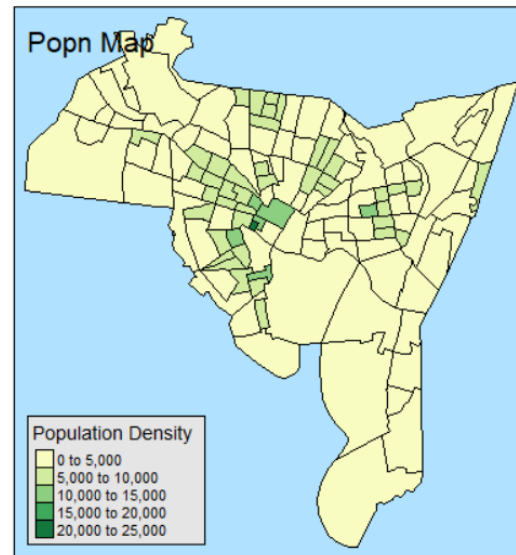 Popn Map
Population Density
0 to 5,000
5,000 to 10,000
10,000 to 15,000
15,000 to 20,000
20,000 to 25,000